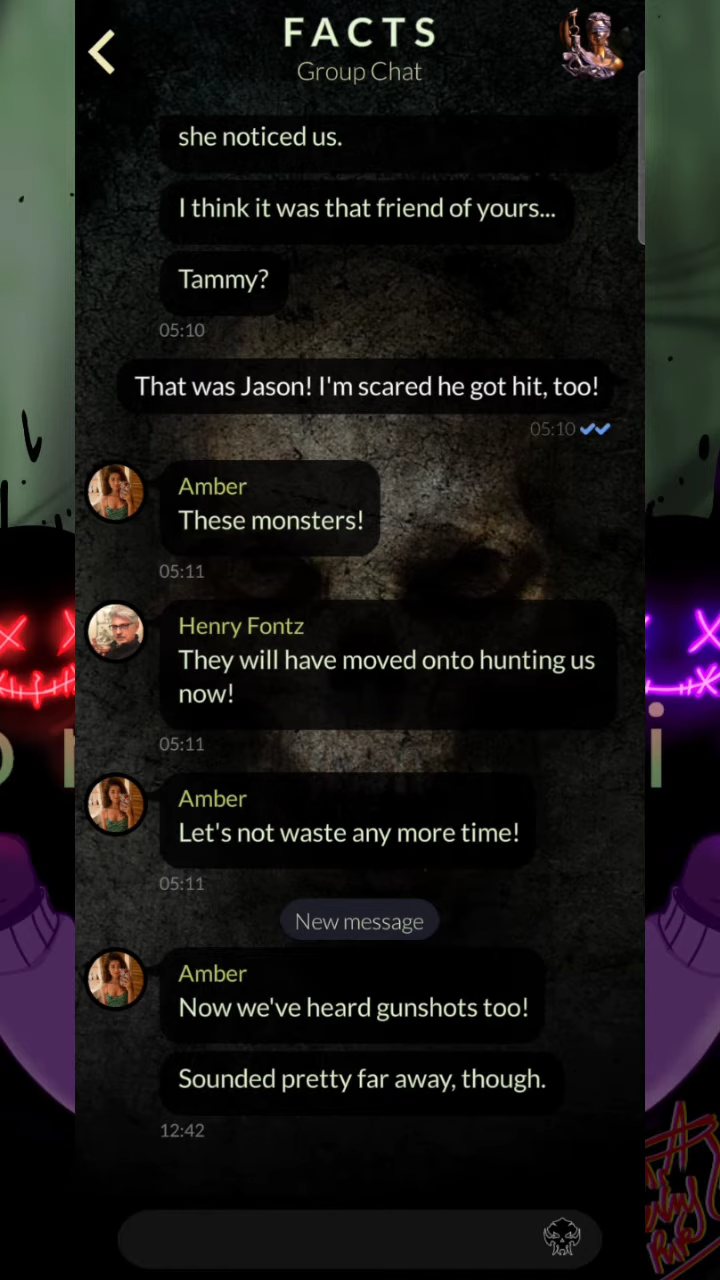 FACTS
Group Chat
she noticed us.
I think it was that friend of yours...
Tammy?
05:10
That was Jason! I'm scared he got hit, too!
05:10
Amber
These monsters!
05:11
Henry Fontz
They will have moved onto hunting us
now!
05:11
Amber
Let's not waste any more time!
05:11
New message
Amber
Now we've heard gunshots too!
Sounded pretty far away, though.
12:42